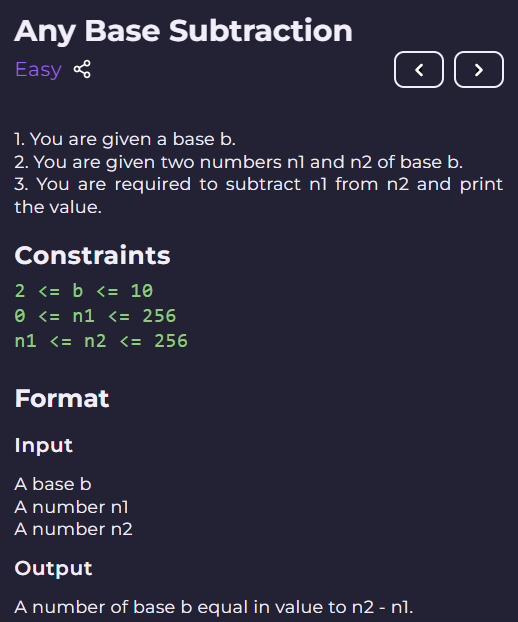 Any Base Subtraction
Easy
1. You are given a base b.
2. You are given two numbers n1 and n2 of base b.
3. You are required to subtract n1 from n2 and print
the value.
Constraints
2 <= b <= 10
0 <= n1 <= 256
n1 <= n2 <= 256
Format
Input
A base b
A number n1
A number n2
Output
A number of base b equal in value to n2 - n1.